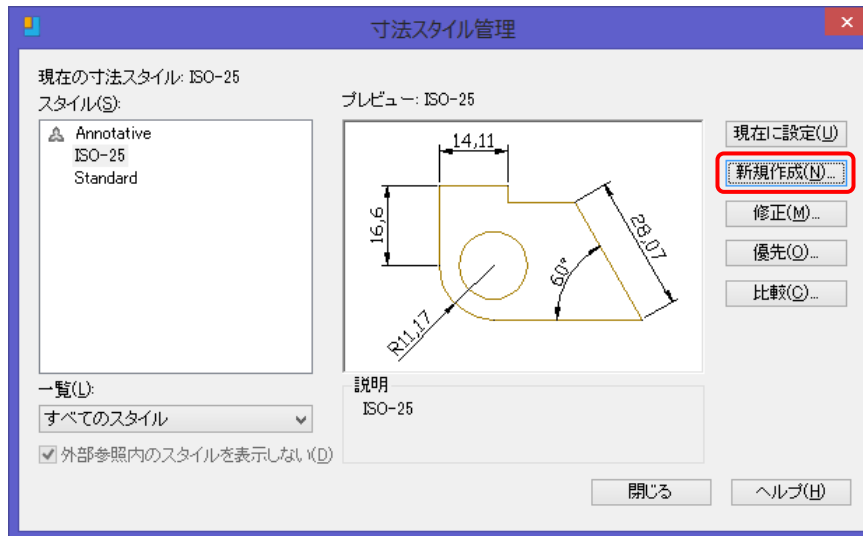 寸法スタイル管理
現在の寸法スタイル: ISO-25
スタイル(S):
Annotative
ISO-25
Standard
プレビュー: ISO-25
14,11
16,6
28,07
60°
R11,17
現在に設定(U)
新規作成(N)...
修正(M)...
優先(O)...
比較(C)...
一覧(L):
すべてのスタイル
外部参照内のスタイルを表示しない(D)
説明
ISO-25
閉じる
ヘルプ(H)